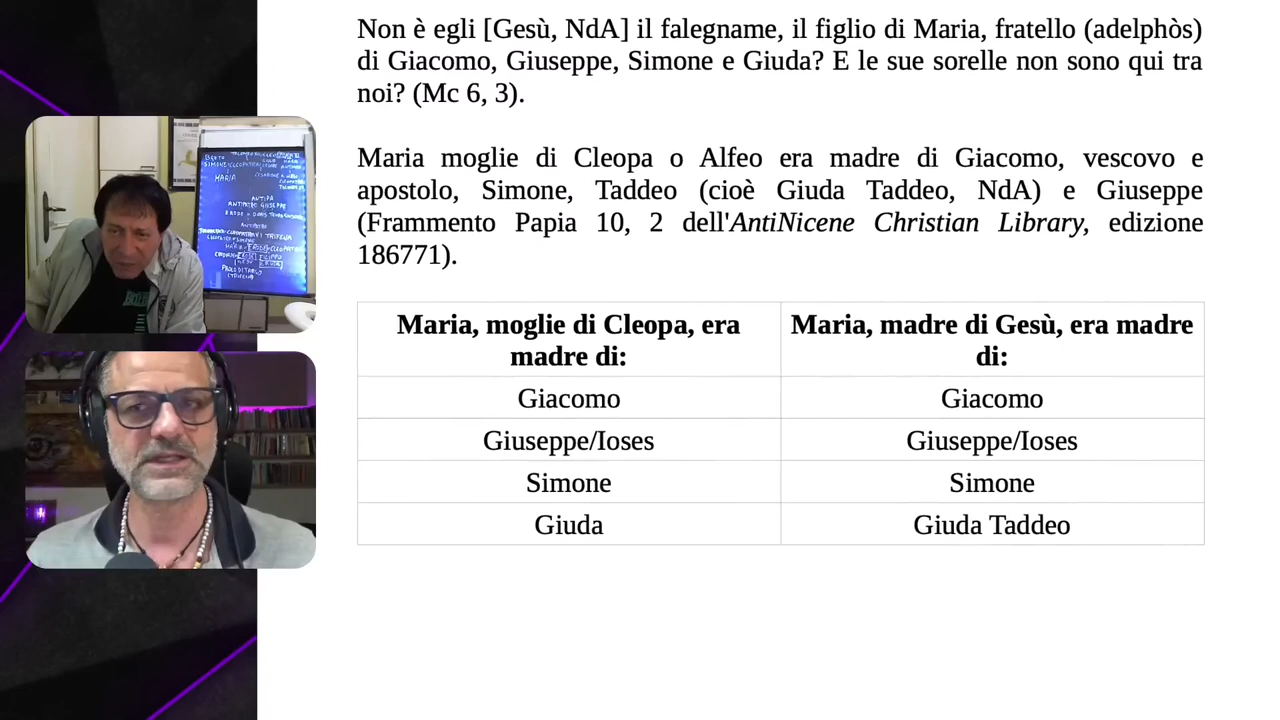 Non è egli [Gesù, NdA] il falegname, il figlio di Maria, fratello (adelphòs)
di Giacomo, Giuseppe, Simone e Giuda? E le sue sorelle non sono qui tra
noi? (Mc 6, 3).
Maria moglie di Cleopa o Alfeo era madre di Giacomo, vescovo e
apostolo, Simone, Taddeo (cioè Giuda Taddeo, NdA) e Giuseppe
(Frammento Papia 10, 2 dell'AntiNicene Christian Library, edizione
186771).
Maria, moglie di Cleopa, era
madre di:
Maria, madre di Gesù, era madre
di:
Giacomo
Giacomo
Giuseppe/Ioses
Giuseppe/Ioses
Simone
Simone
Giuda
Giuda Taddeo
MARIA
ANTIPA